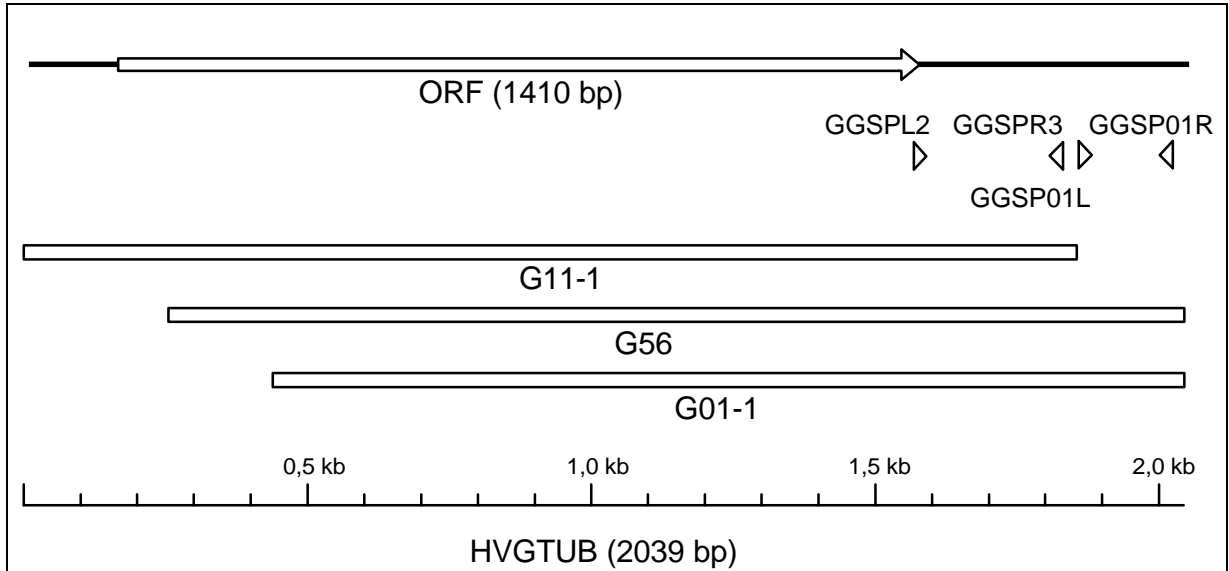 ORF (1410 bp)
GGSPL2 GGSPR3 GGSP01R
GGSP01L
G11-1
G56
G01-1
0,5 kb 1,0 kb 1,5 kb 2,0 kb
HVGTUB (2039 bp)